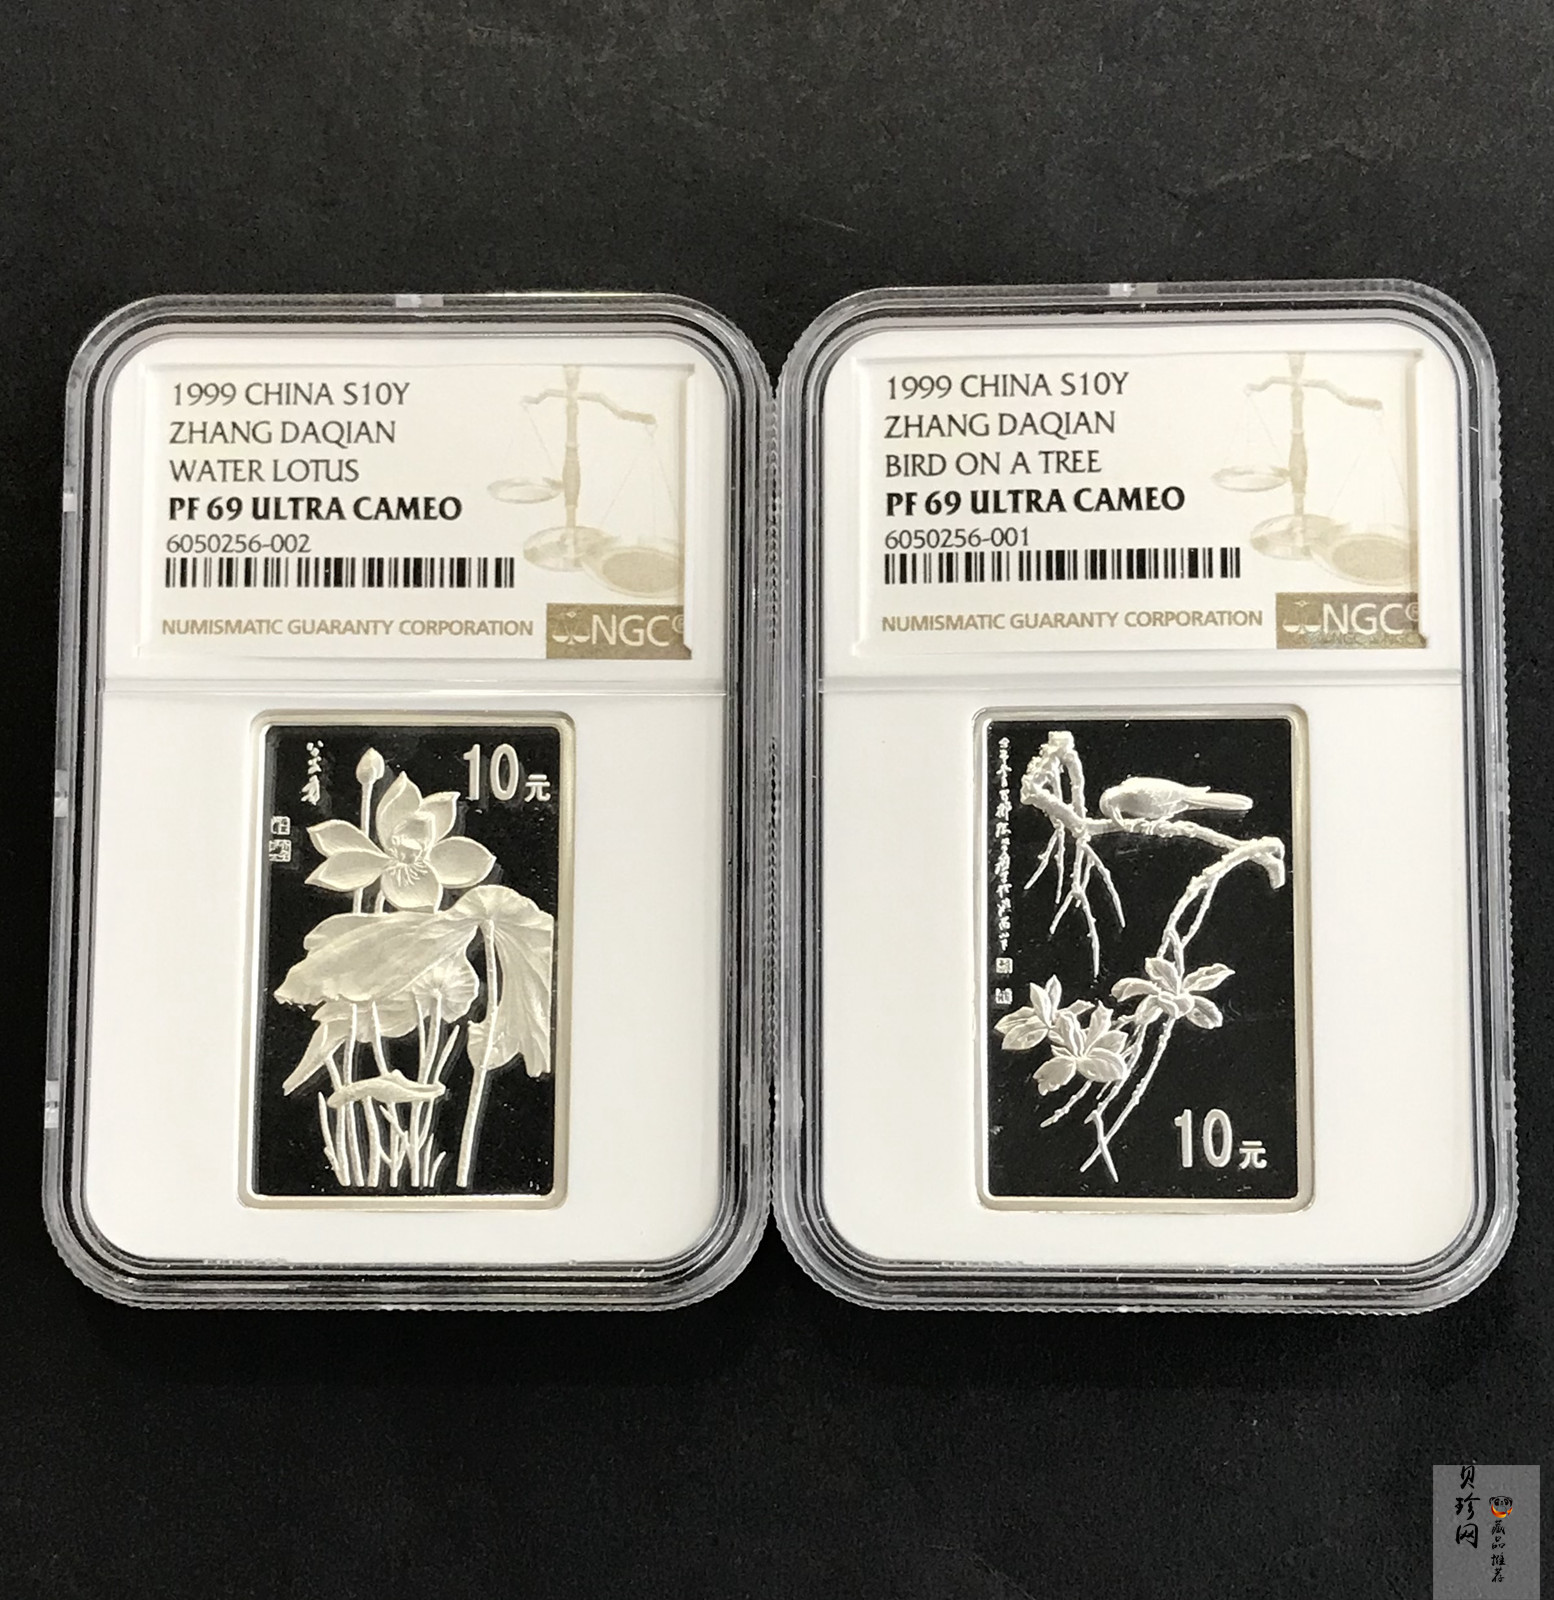 1999 CHINA S10Y
ZHANG DAQIAN
WATER LOTUS
PF 69 ULTRA CAMEO
6050256-002
NUMISMATIC GUARANTY CORPORATION
NGC
10元
1999 CHINA S10Y
ZHANG DAQIAN
BIRD ON A TREE
PF 69 ULTRA CAMEO
6050256-001
NUMISMATIC GUARANTY CORPORATION
NGC
10元
贝珍网
藏品推荐